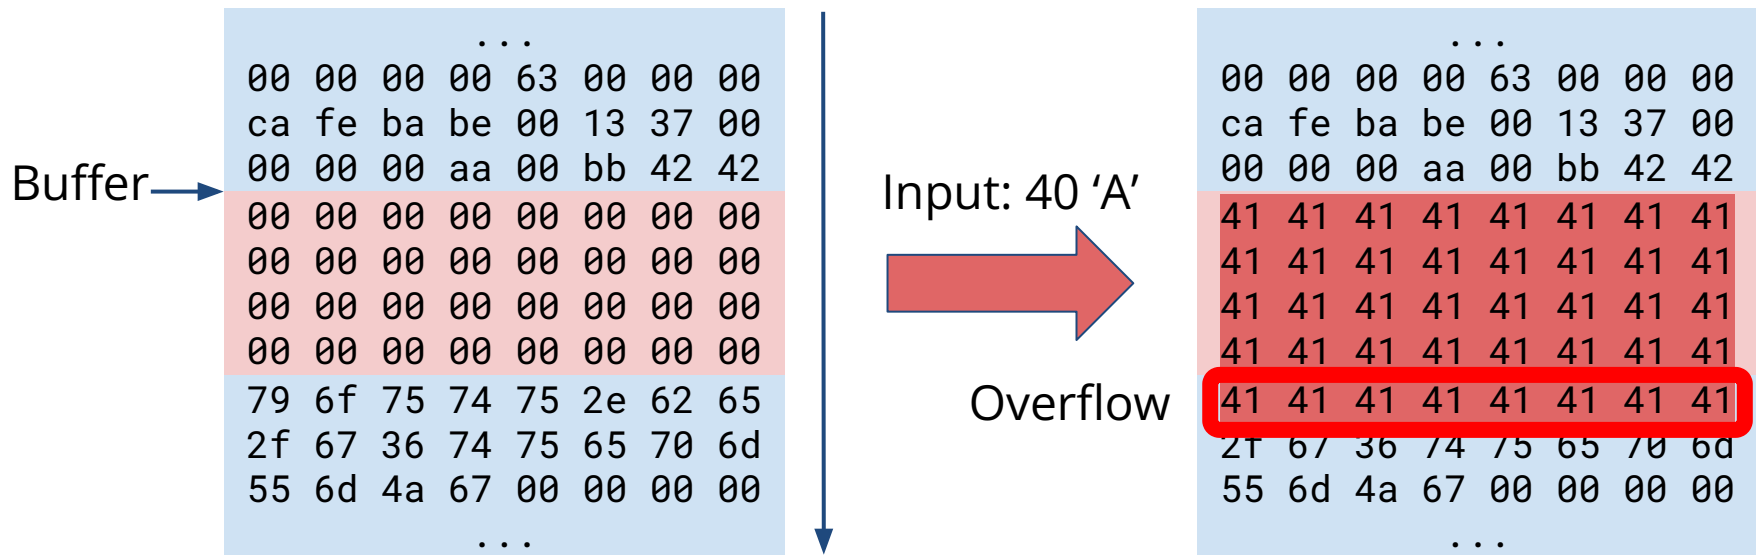 ...
00 00 00 00 63 00 00 00
ca fe ba be 00 13 37 00
00 00 00 aa 00 bb 42 42
Buffer
00 00 00 00 00 00 00 00
00 00 00 00 00 00 00 00
00 00 00 00 00 00 00 00
00 00 00 00 00 00 00 00
79 6f 75 74 75 2e 62 65
2f 67 36 74 75 65 70 6d
55 6d 4a 67 00 00 00 00
...
Input: 40 ‘A’
Overflow
...
00 00 00 00 63 00 00 00
ca fe ba be 00 13 37 00
00 00 00 aa 00 bb 42 42
41 41 41 41 41 41 41 41
41 41 41 41 41 41 41 41
41 41 41 41 41 41 41 41
41 41 41 41 41 41 41 41
41 41 41 41 41 41 41 41
2f 67 36 74 75 65 70 6d
55 6d 4a 67 00 00 00 00
...